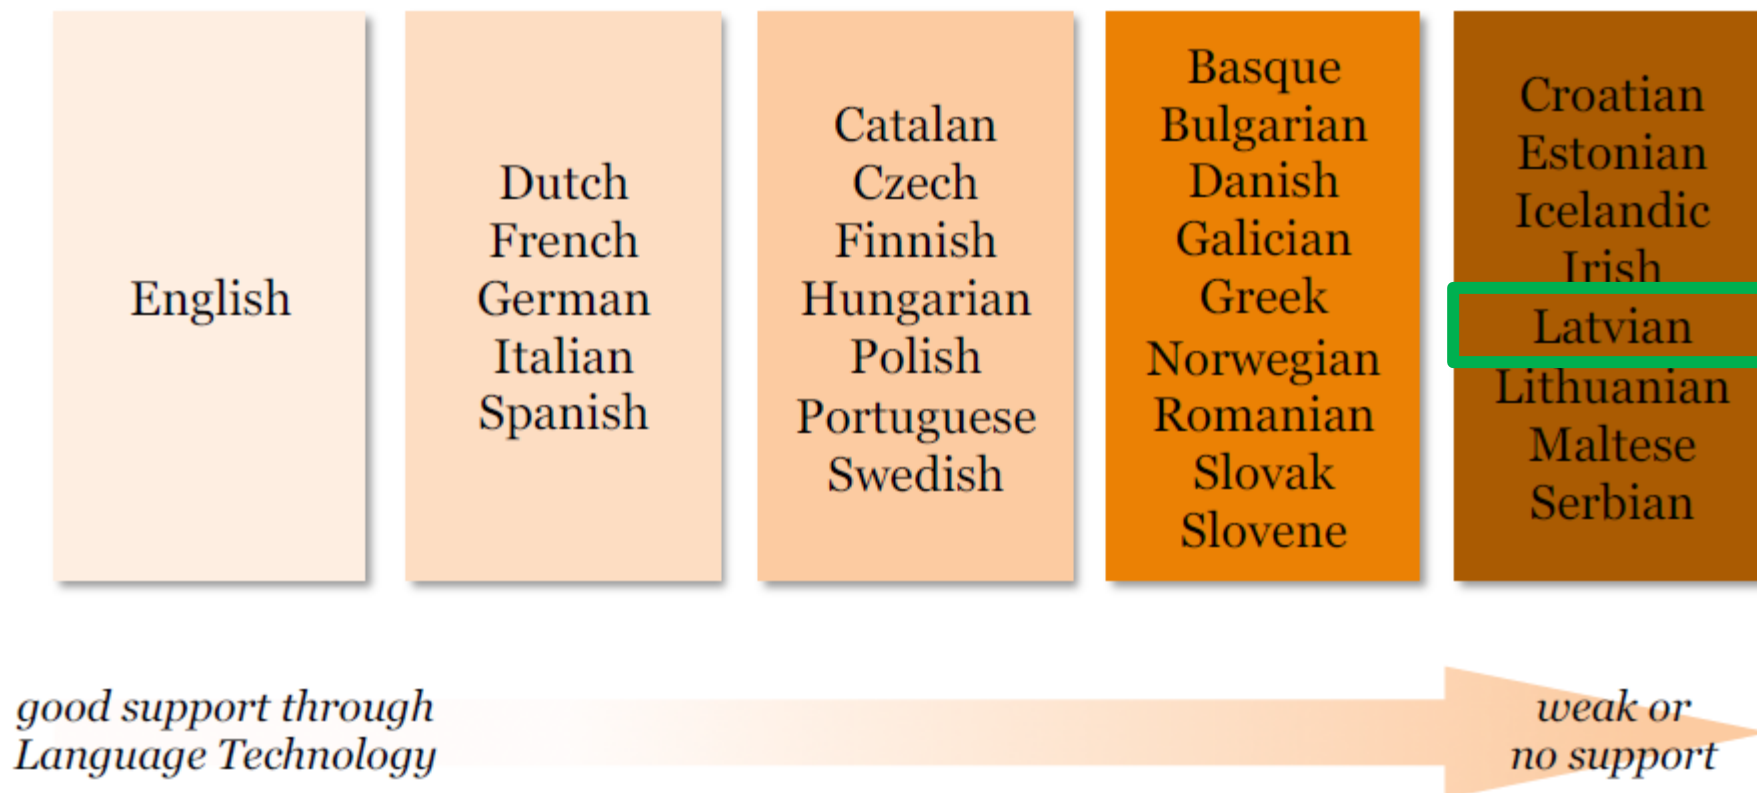 English
Dutch
French
German
Italian
Spanish
Catalan
Czech
Finnish
Hungarian
Polish
Portuguese
Swedish
Basque
Bulgarian
Danish
Galician
Greek
Norwegian
Romanian
Slovak
Slovene
Croatian
Estonian
Icelandic
Irish
Latvian
Lithuanian
Maltese
Serbian
good support through
Language Technology
weak or
no support